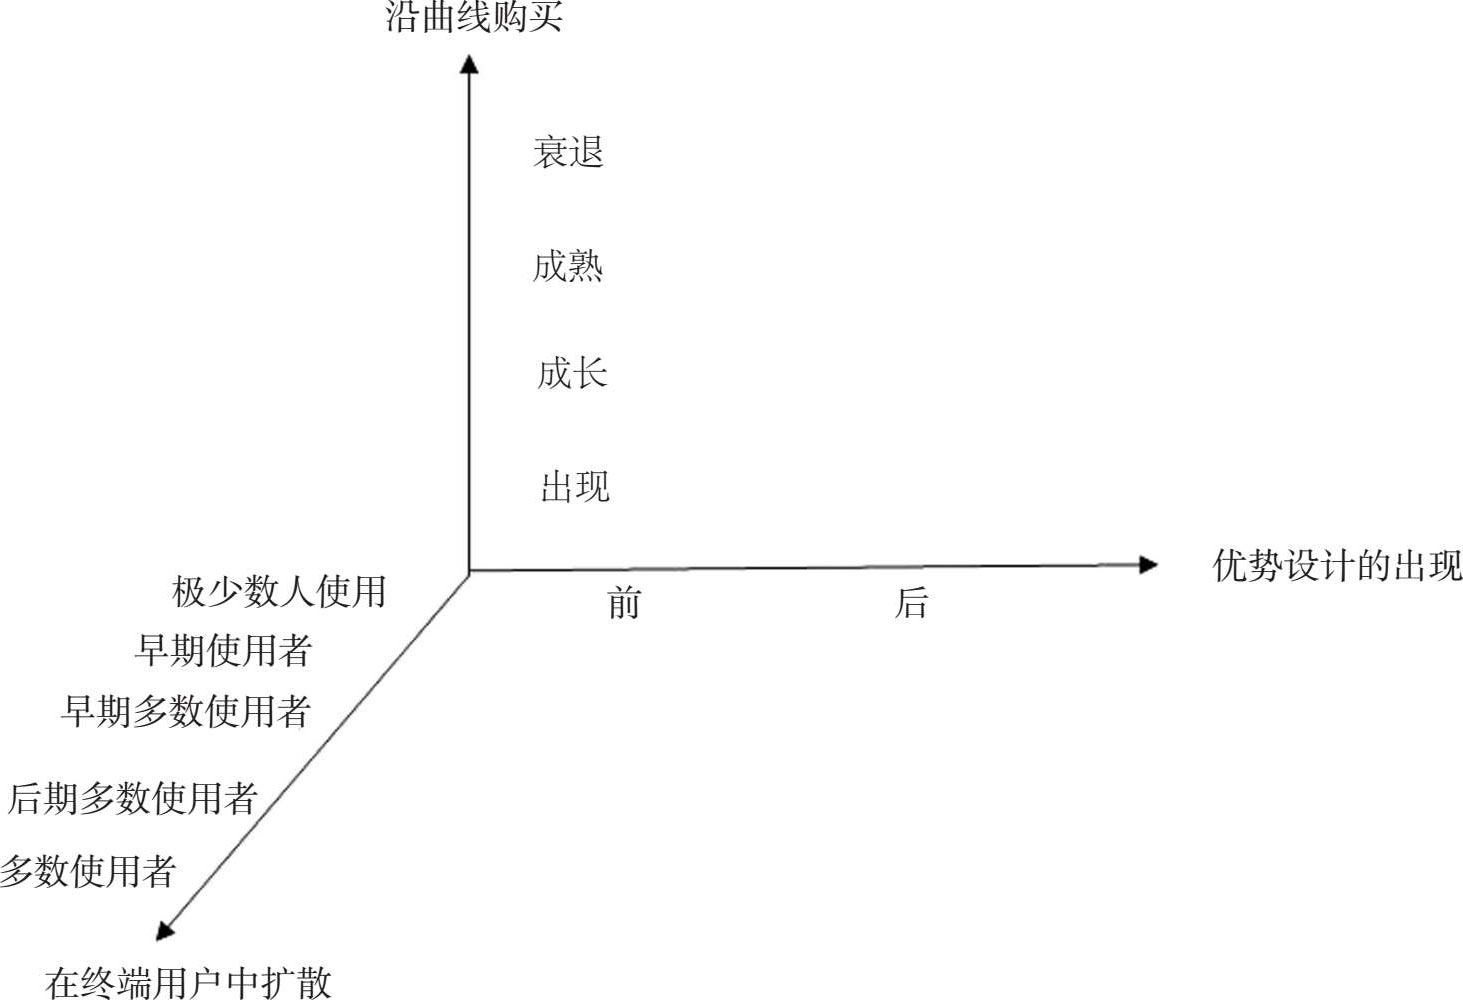 沿曲线购买
衰退
成熟
成长
出现
优势设计的出现
前
后
极少数人使用
早期使用者
早期多数使用者
后期多数使用者
多数使用者
在终端用户中扩散